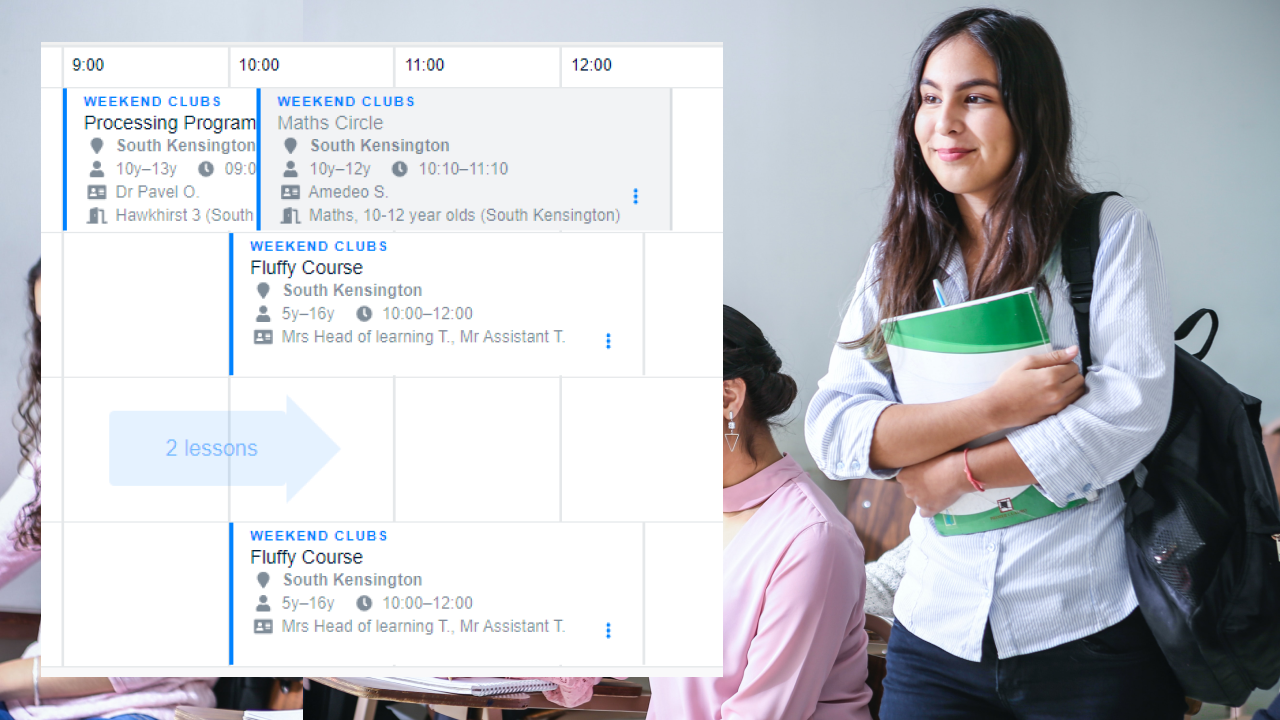 9:00 10:00 11:00 12:00
WEEKEND CLUBS
Processing Program
South Kensington
10y–13y 09:0
Dr Pavel O.
Hawkhirst 3 (South
WEEKEND CLUBS
Maths Circle
South Kensington
10y–12y 10:10–11:10
Amedeo S.
Maths, 10-12 year olds (South Kensington)
WEEKEND CLUBS
Fluffy Course
South Kensington
5y–16y 10:00–12:00
Mrs Head of learning T., Mr Assistant T.
2 lessons
WEEKEND CLUBS
Fluffy Course
South Kensington
5y–16y 10:00–12:00
Mrs Head of learning T., Mr Assistant T.